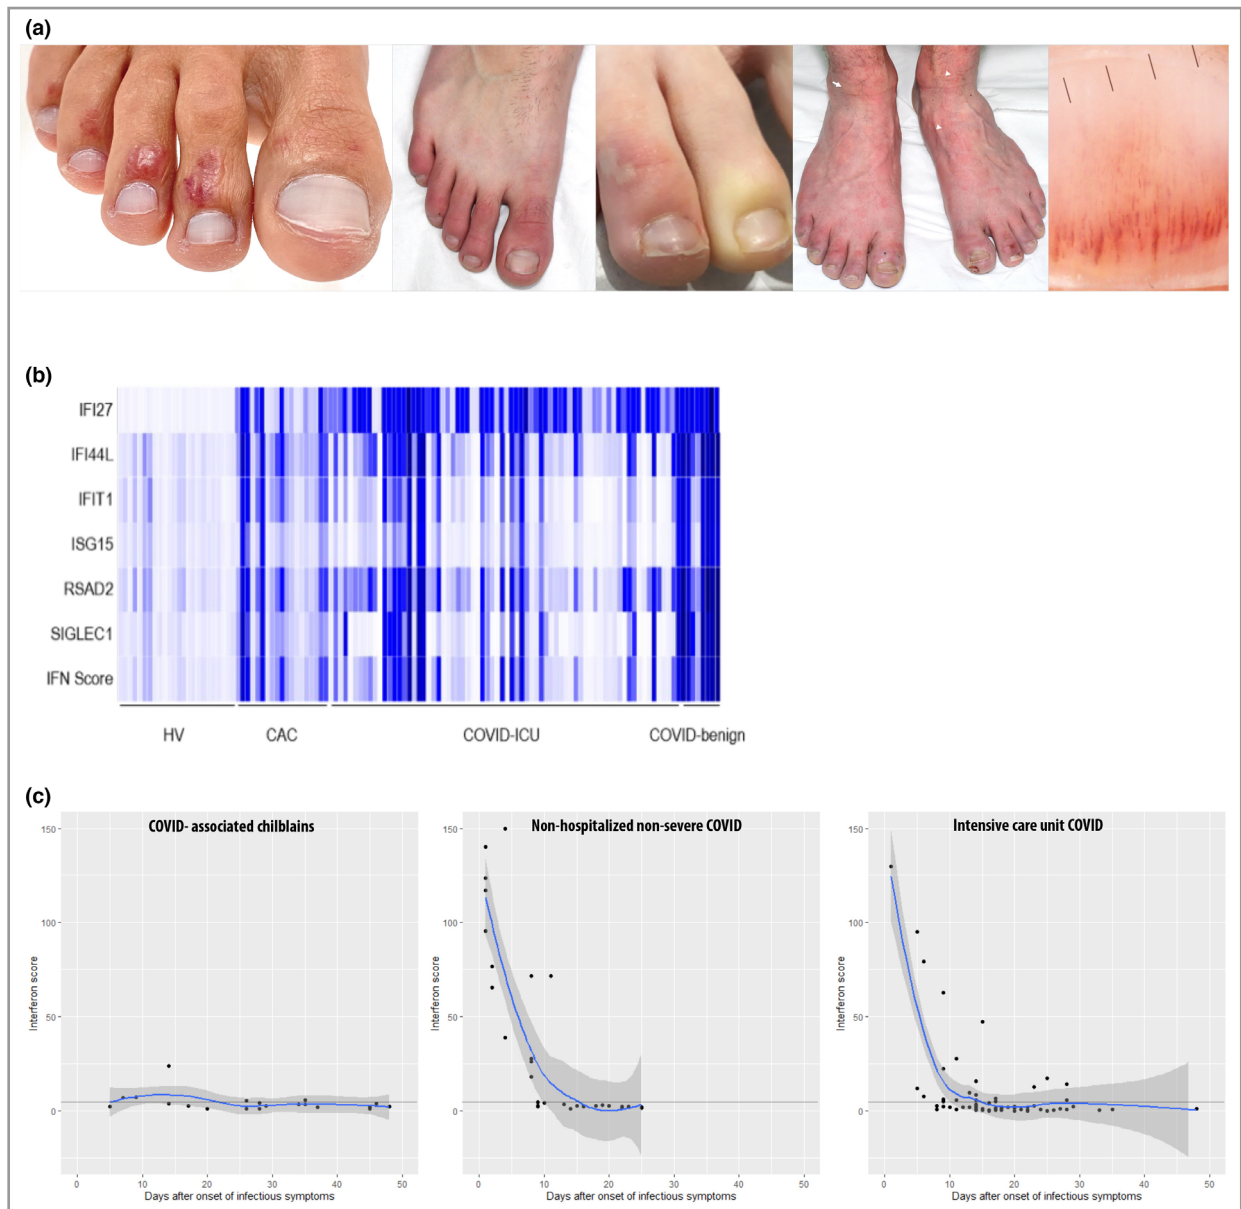 (a)
(b)
IFI27
IFI44L
IFIT1
ISG15
RSAD2
SIGLEC1
IFN Score
HV CAC COVID-ICU COVID-benign
(c)
COVID- associated chilblains
150
100
50
0
Interferon score
0 10 20 30 40 50
Days after onset of infectious symptoms
Non-hospitalized non-severe COVID
150
100
50
0
Interferon score
0 10 20 30 40 50
Days after onset of infectious symptoms
Intensive care unit COVID
150
100
50
0
Interferon score
0 10 20 30 40 50
Days after onset of infectious symptoms